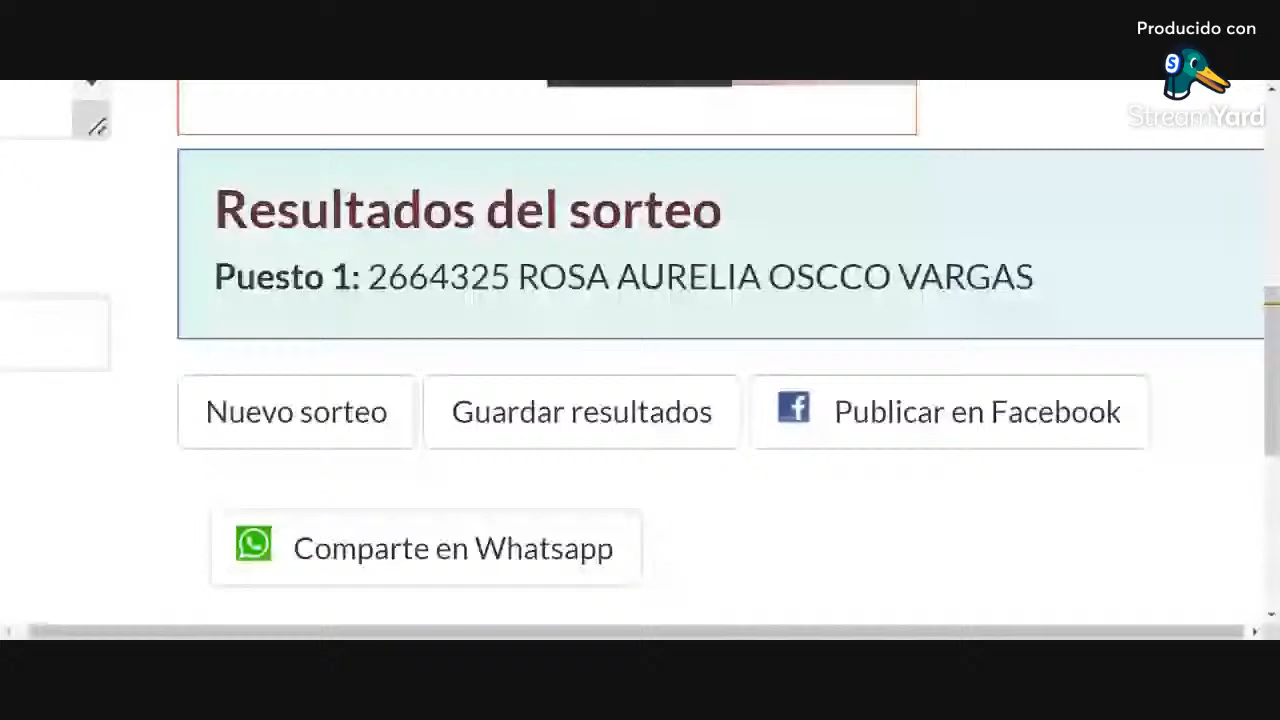 Producido con
StreamYard
Resultados del sorteo
Puesto 1: 2664325 ROSA AURELIA OSCCO VARGAS
Nuevo sorteo
Guardar resultados
Publicar en Facebook
Comparte en Whatsapp